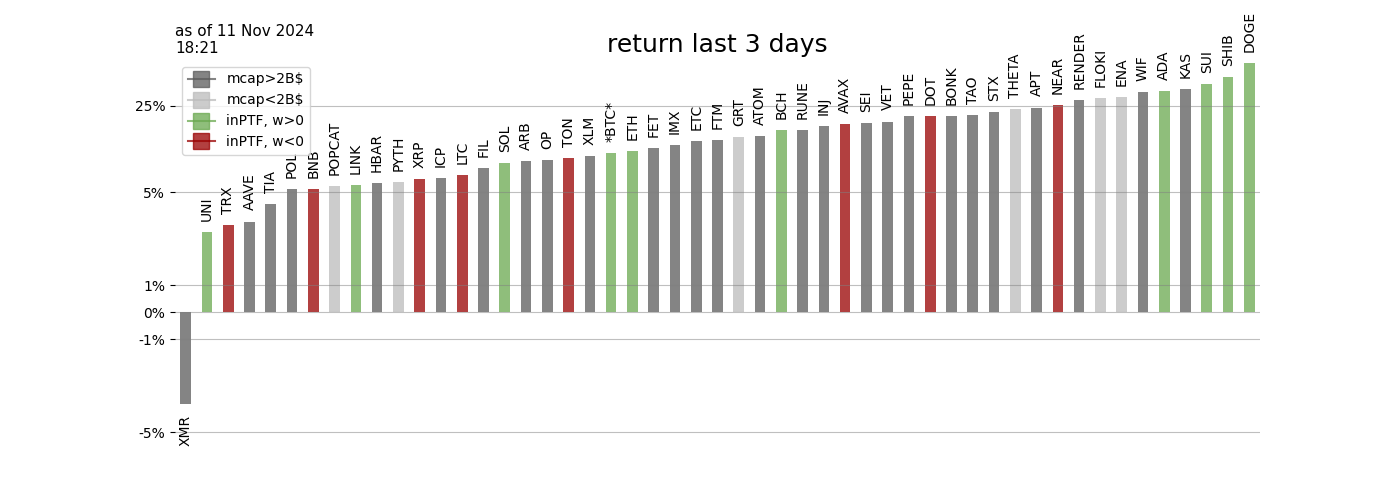 as of 11 Nov 2024
18:21
return last 3 days
mcap>2B$
mcap<2B$
inPTF, w>0
inPTF, w<0
25%
5%
1%
0%
-1%
-5%
XMR
UNI
TRX
AAVE
TIA
POL
BNB
POPCAT
LINK
HBAR
PYTH
XRP
ICP
LTC
FIL
SOL
ARB
OP
TON
XLM
*BTC*
ETH
FET
IMX
ETC
FTM
GRT
ATOM
BCH
RUNE
INJ
AVAX
SEI
VET
PEPE
DOT
BONK
TAO
STX
THETA
APT
NEAR
RENDER
FLOKI
ENA
WIF
ADA
KAS
SUI
SHIB
DOGE